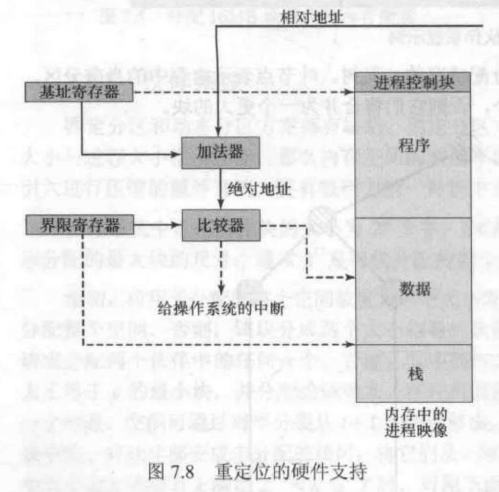 相对地址
基址寄存器
进程控制块
程序
加法器
绝对地址
界限寄存器
比较器
数据
给操作系统的中断
栈
内存中的
进程映像
图 7.8 重定位的硬件支持